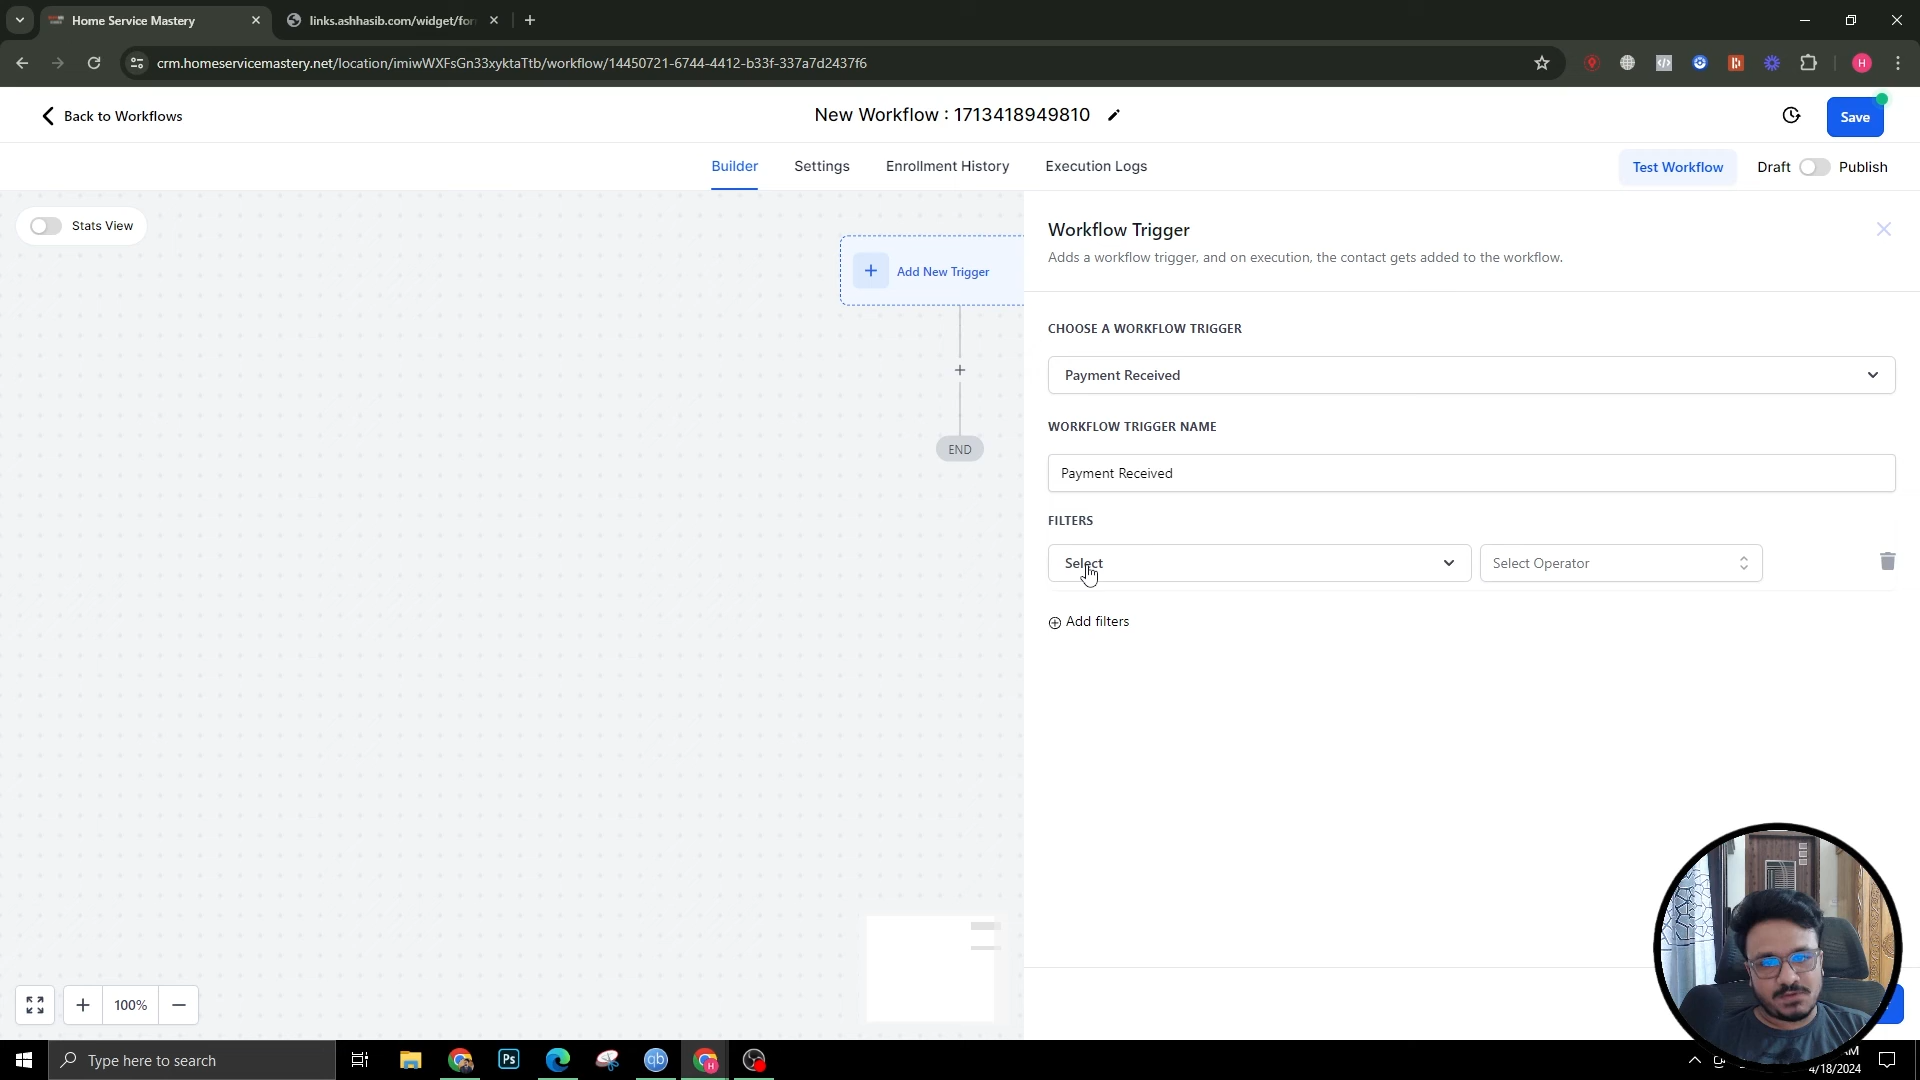 Home Service Mastery
links.ashhasib.com/widget/for
crm.homeservicemastery.net/location/imiwWXFsGn33xyktaTtb/workflow/14450721-6744-4412-b33f-337a7d2437f6
H
Back to Workflows
New Workflow : 1713418949810
Save
Builder
Settings
Enrollment History
Execution Logs
Test Workflow
Draft
Publish
Stats View
Add New Trigger
END
Workflow Trigger
Adds a workflow trigger, and on execution, the contact gets added to the workflow.
CHOOSE A WORKFLOW TRIGGER
Payment Received
WORKFLOW TRIGGER NAME
Payment Received
FILTERS
Select
Select Operator
Add filters
100%
Type here to search
Ps
qb
H
AM
4/18/2024